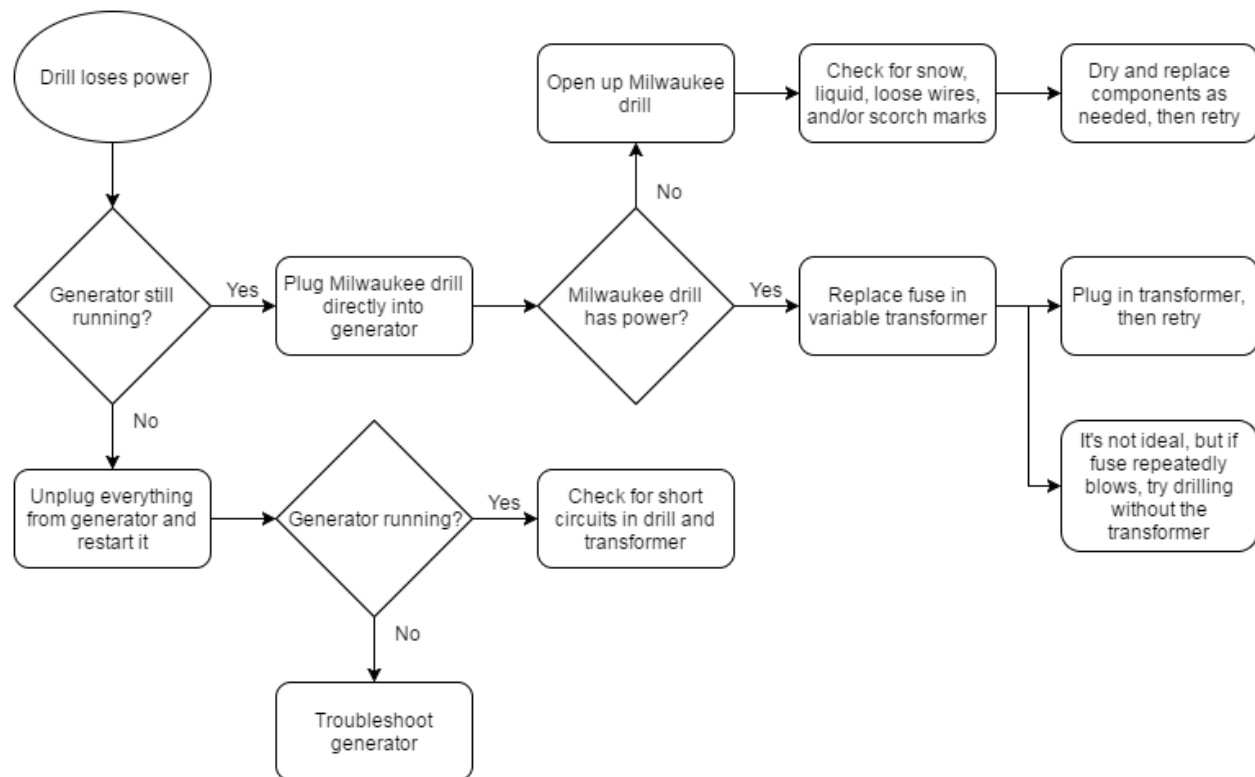 Drill loses power
Generator still
running?
Yes
No
Plug Milwaukee drill
directly into
generator
Milwaukee drill
has power?
No
Yes
Open up Milwaukee
drill
Check for snow,
liquid, loose wires,
and/or scorch marks
Dry and replace
components as
needed, then retry
Replace fuse in
variable transformer
Plug in transformer,
then retry
It's not ideal, but if
fuse repeatedly
blows, try drilling
without the
transformer
Unplug everything
from generator and
restart it
Generator running?
Yes
No
Check for short
circuits in drill and
transformer
Troubleshoot
generator